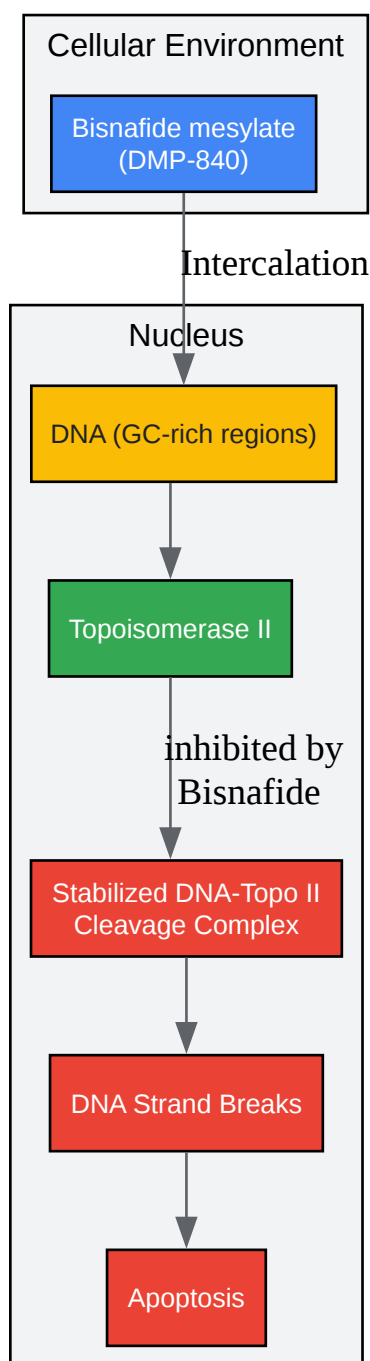 Cellular Environment
Bisnafide mesylate
(DMP-840)
Intercalation
Nucleus
DNA (GC-rich regions)
Topoisomerase II
inhibited by
Bisnafide
Stabilized DNA-Topo II
Cleavage Complex
DNA Strand Breaks
Apoptosis